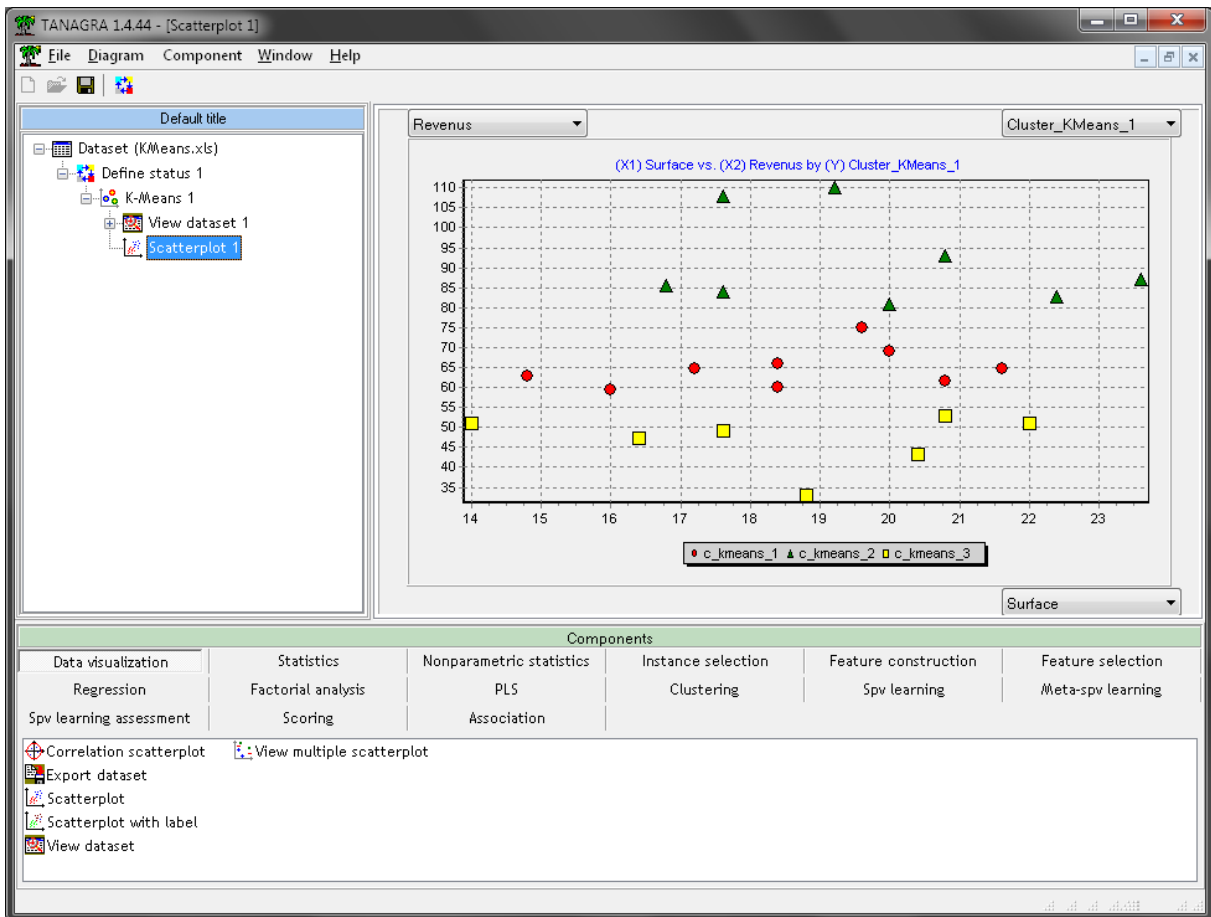 TANAGRA 1.4.44 - [Scatterplot 1]
File Diagram Component Window Help
Default title
Dataset (KMeans.xls)
Define status 1
K-Means 1
View dataset 1
Scatterplot 1
Revenus
Cluster_KMeans_1
(X1) Surface vs. (X2) Revenus by (Y) Cluster_KMeans_1
110
105
100
95
90
85
80
75
70
65
60
55
50
45
40
35
14 15 16 17 18 19 20 21 22 23
c_kmeans_1 c_kmeans_2 c_kmeans_3
Surface
Components
Data visualization Statistics Nonparametric statistics Instance selection Feature construction Feature selection
Regression Factorial analysis PLS Clustering Spv learning Meta-spv learning
Spv learning assessment Scoring Association
Correlation scatterplot View multiple scatterplot
Export dataset
Scatterplot
Scatterplot with label
View dataset